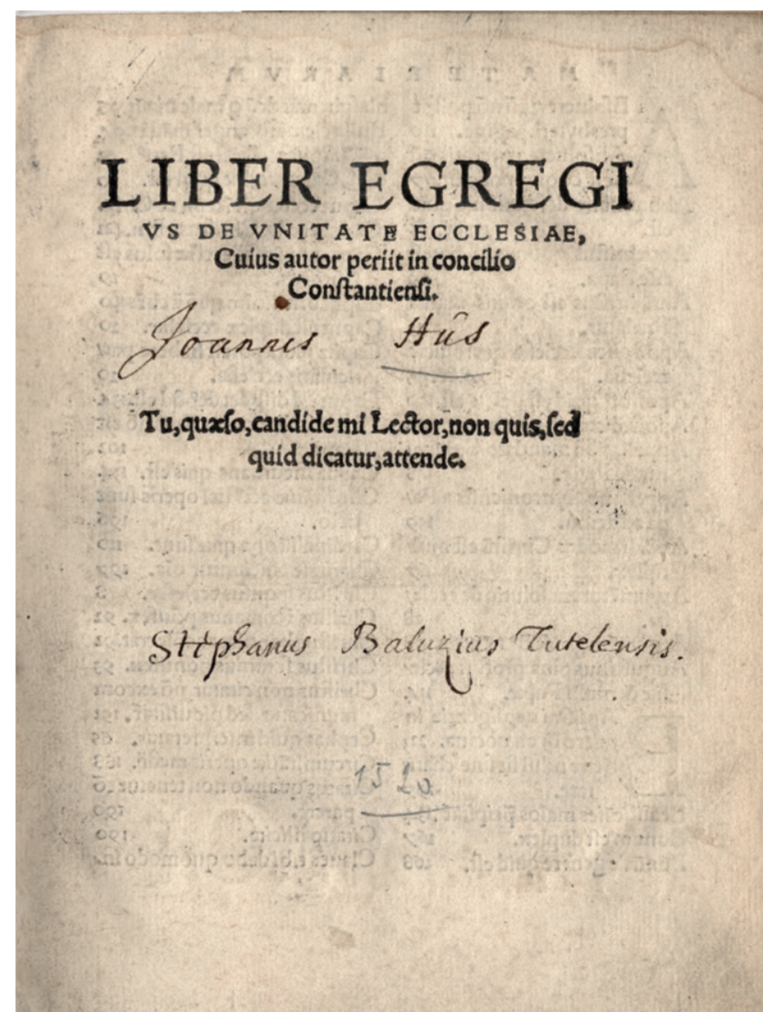 LIBER EGREGI
VS DE VNITATE ECCLESIAE,
Cuius autor periit in concilio
Constantiensi.
Joannis Hus
Tu, quæso, candide mi Lector, non quis, sed
quid dicatur, attende.
Stephanus Baluzius Tutelensis.
1520